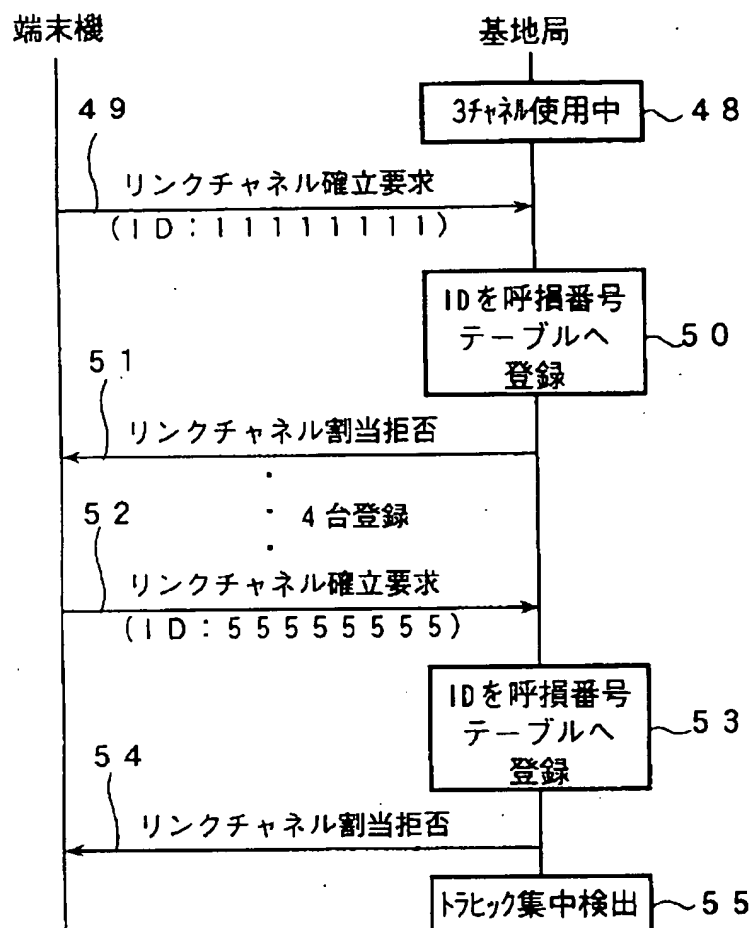 端末機
基地局
3チャネル使用中
48
49
リンクチャネル確立要求
(ID:11111111)
IDを呼損番号
テーブルへ
登録
50
51
リンクチャネル割当拒否
4台登録
52
リンクチャネル確立要求
(ID:55555555)
IDを呼損番号
テーブルへ
登録
53
54
リンクチャネル割当拒否
トラヒック集中検出
55